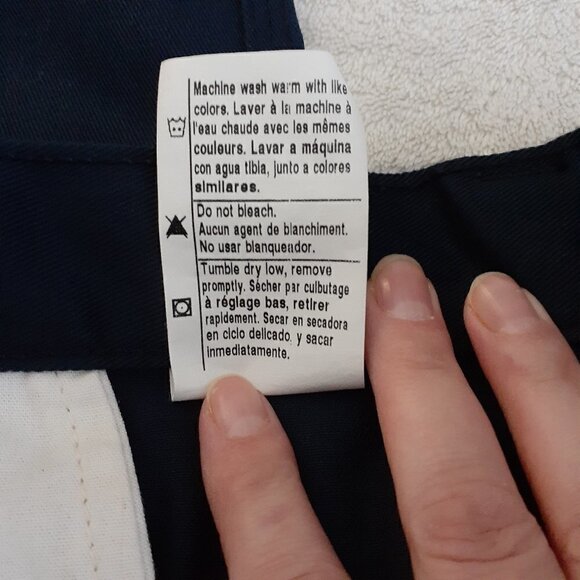 Machine wash warm with like
colors. Laver à la machine à
l'eau chaude avec les mêmes
couleurs. Lavar a máquina
con agua tibia, junto a colores
similares.
Do not bleach.
Aucun agent de blanchiment.
No usar blanqueador.
Tumble dry low, remove
promptly. Sècher par culbutage
à réglage bas, retirer
rapidement. Secar en secadora
en ciclo delicado, y sacar
inmediatamente.